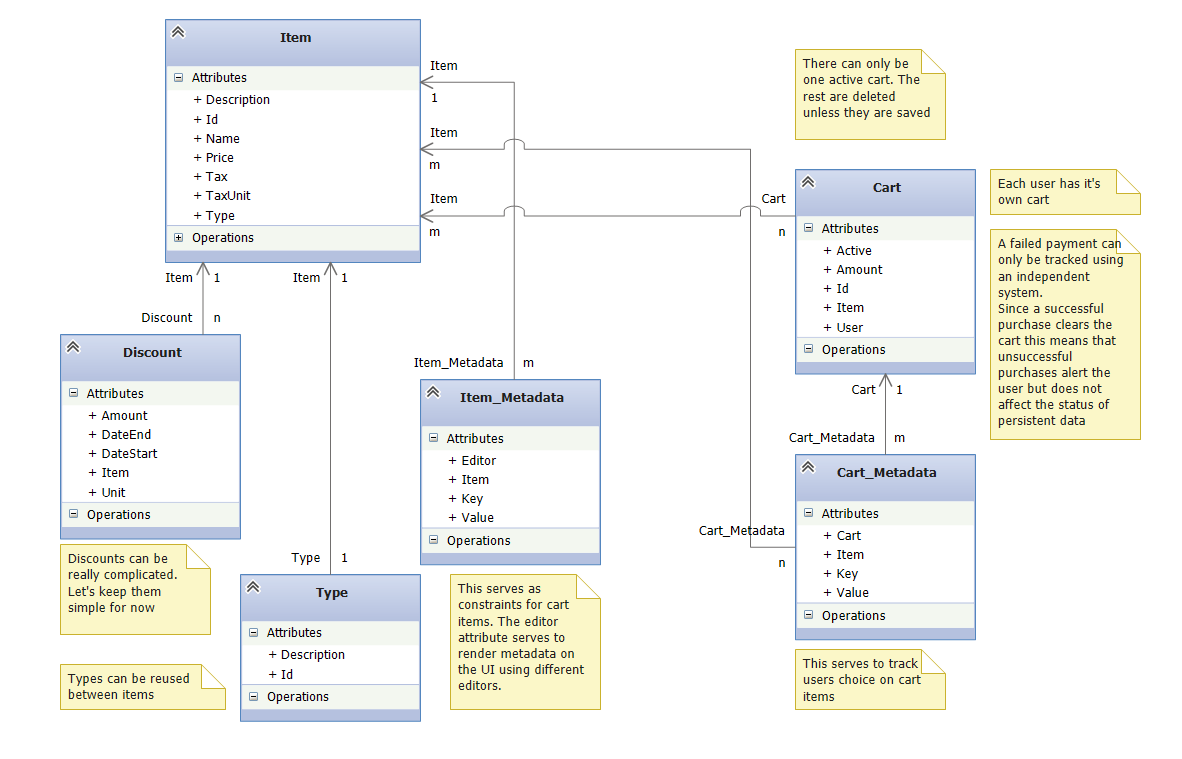 Item
Attributes
+ Description
+ Id
+ Name
+ Price
+ Tax
+ TaxUnit
+ Type
Operations
Item
1
Item
m
Item
m
Cart
n
There can only be
one active cart. The
rest are deleted
unless they are saved
Cart
Attributes
+ Active
+ Amount
+ Id
+ Item
+ User
Operations
Each user has it's
own cart
A failed payment can
only be tracked using
an independent
system.
Since a successful
purchase clears the
cart this means that
unsuccessful
purchases alert the
user but does not
affect the status of
persistent data
Item
1
Item
1
Discount
n
Discount
Attributes
+ Amount
+ DateEnd
+ DateStart
+ Item
+ Unit
Operations
Discounts can be
really complicated.
Let's keep them
simple for now
Types can be reused
between items
Type
1
Type
Attributes
+ Description
+ Id
Operations
Item_Metadata
m
Item_Metadata
Attributes
+ Editor
+ Item
+ Key
+ Value
Operations
This serves as
constraints for cart
items. The editor
attribute serves to
render metadata on
the UI using different
editors.
Cart
1
Cart_Metadata
m
Cart_Metadata
n
Cart_Metadata
Attributes
+ Cart
+ Item
+ Key
+ Value
Operations
This serves to track
users choice on cart
items